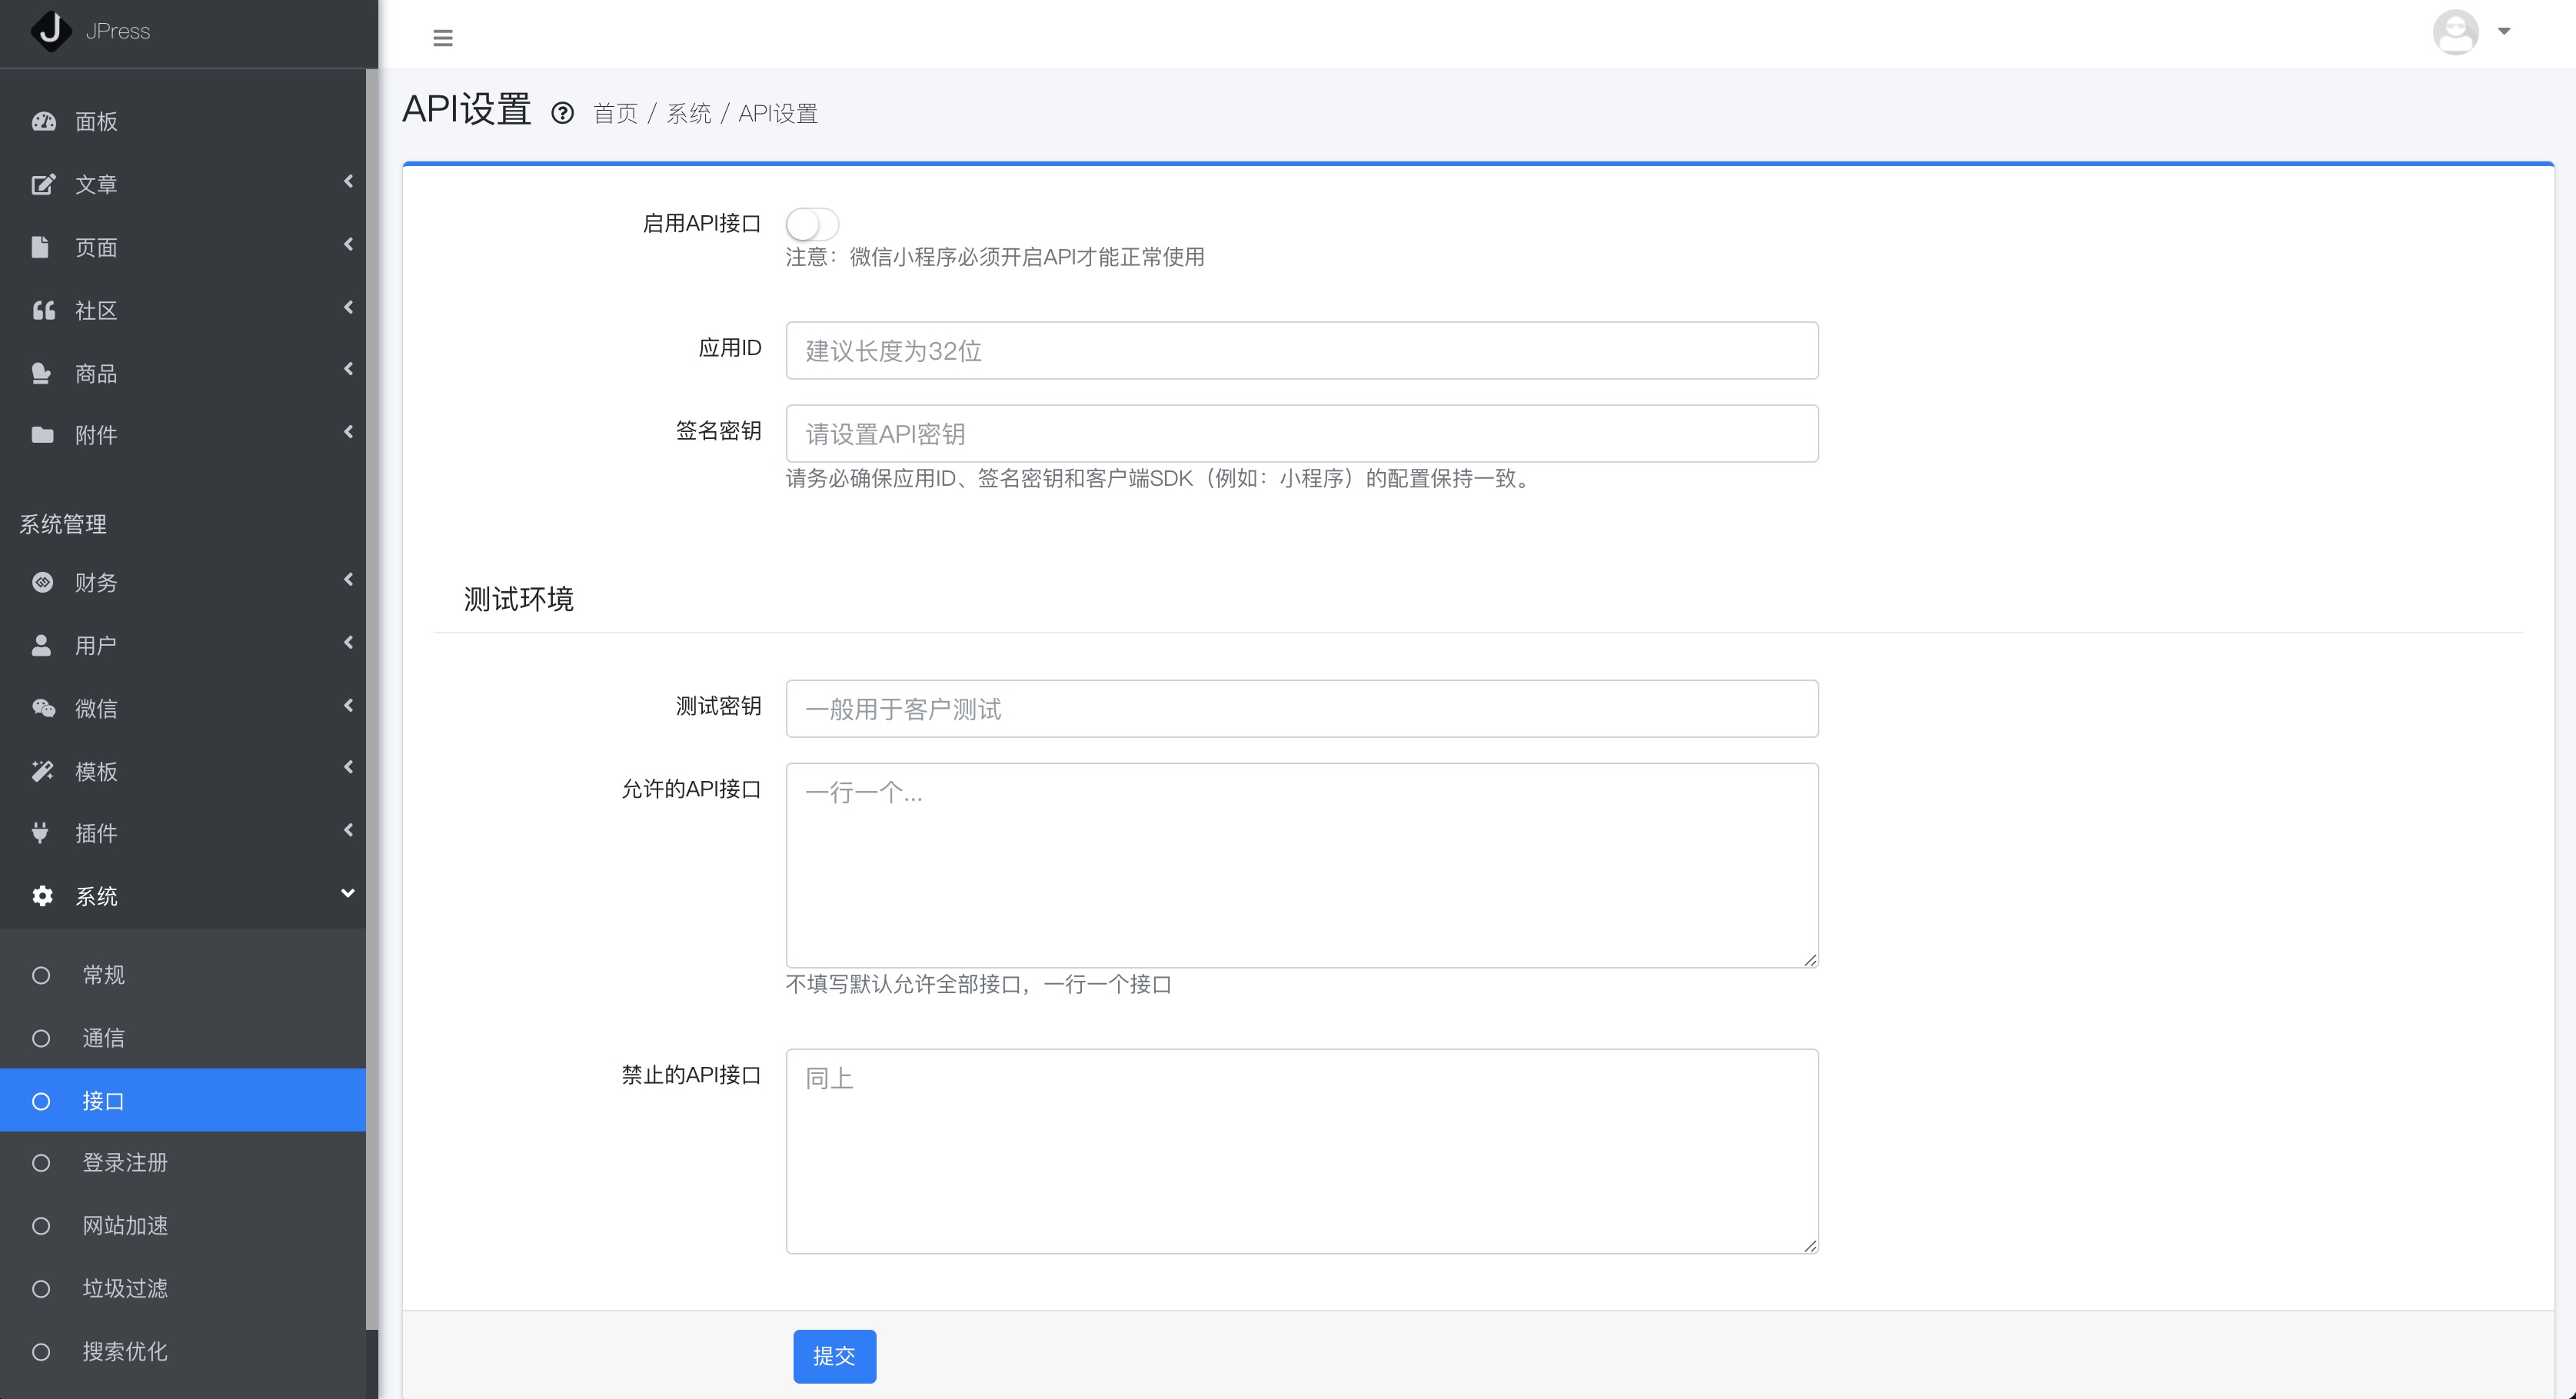 JPress
面板
文章
页面
社区
商品
附件
系统管理
财务
用户
微信
模板
插件
系统
常规
通信
接口
登录注册
网站加速
垃圾过滤
搜索优化
API设置 首页 / 系统 / API设置
启用API接口
注意：微信小程序必须开启API才能正常使用
应用ID 建议长度为32位
签名密钥 请设置API密钥
请务必确保应用ID、签名密钥和客户端SDK（例如：小程序）的配置保持一致。
测试环境
测试密钥 一般用于客户测试
允许的API接口 一行一个...
不填写默认允许全部接口，一行一个接口
禁止的API接口 同上
提交